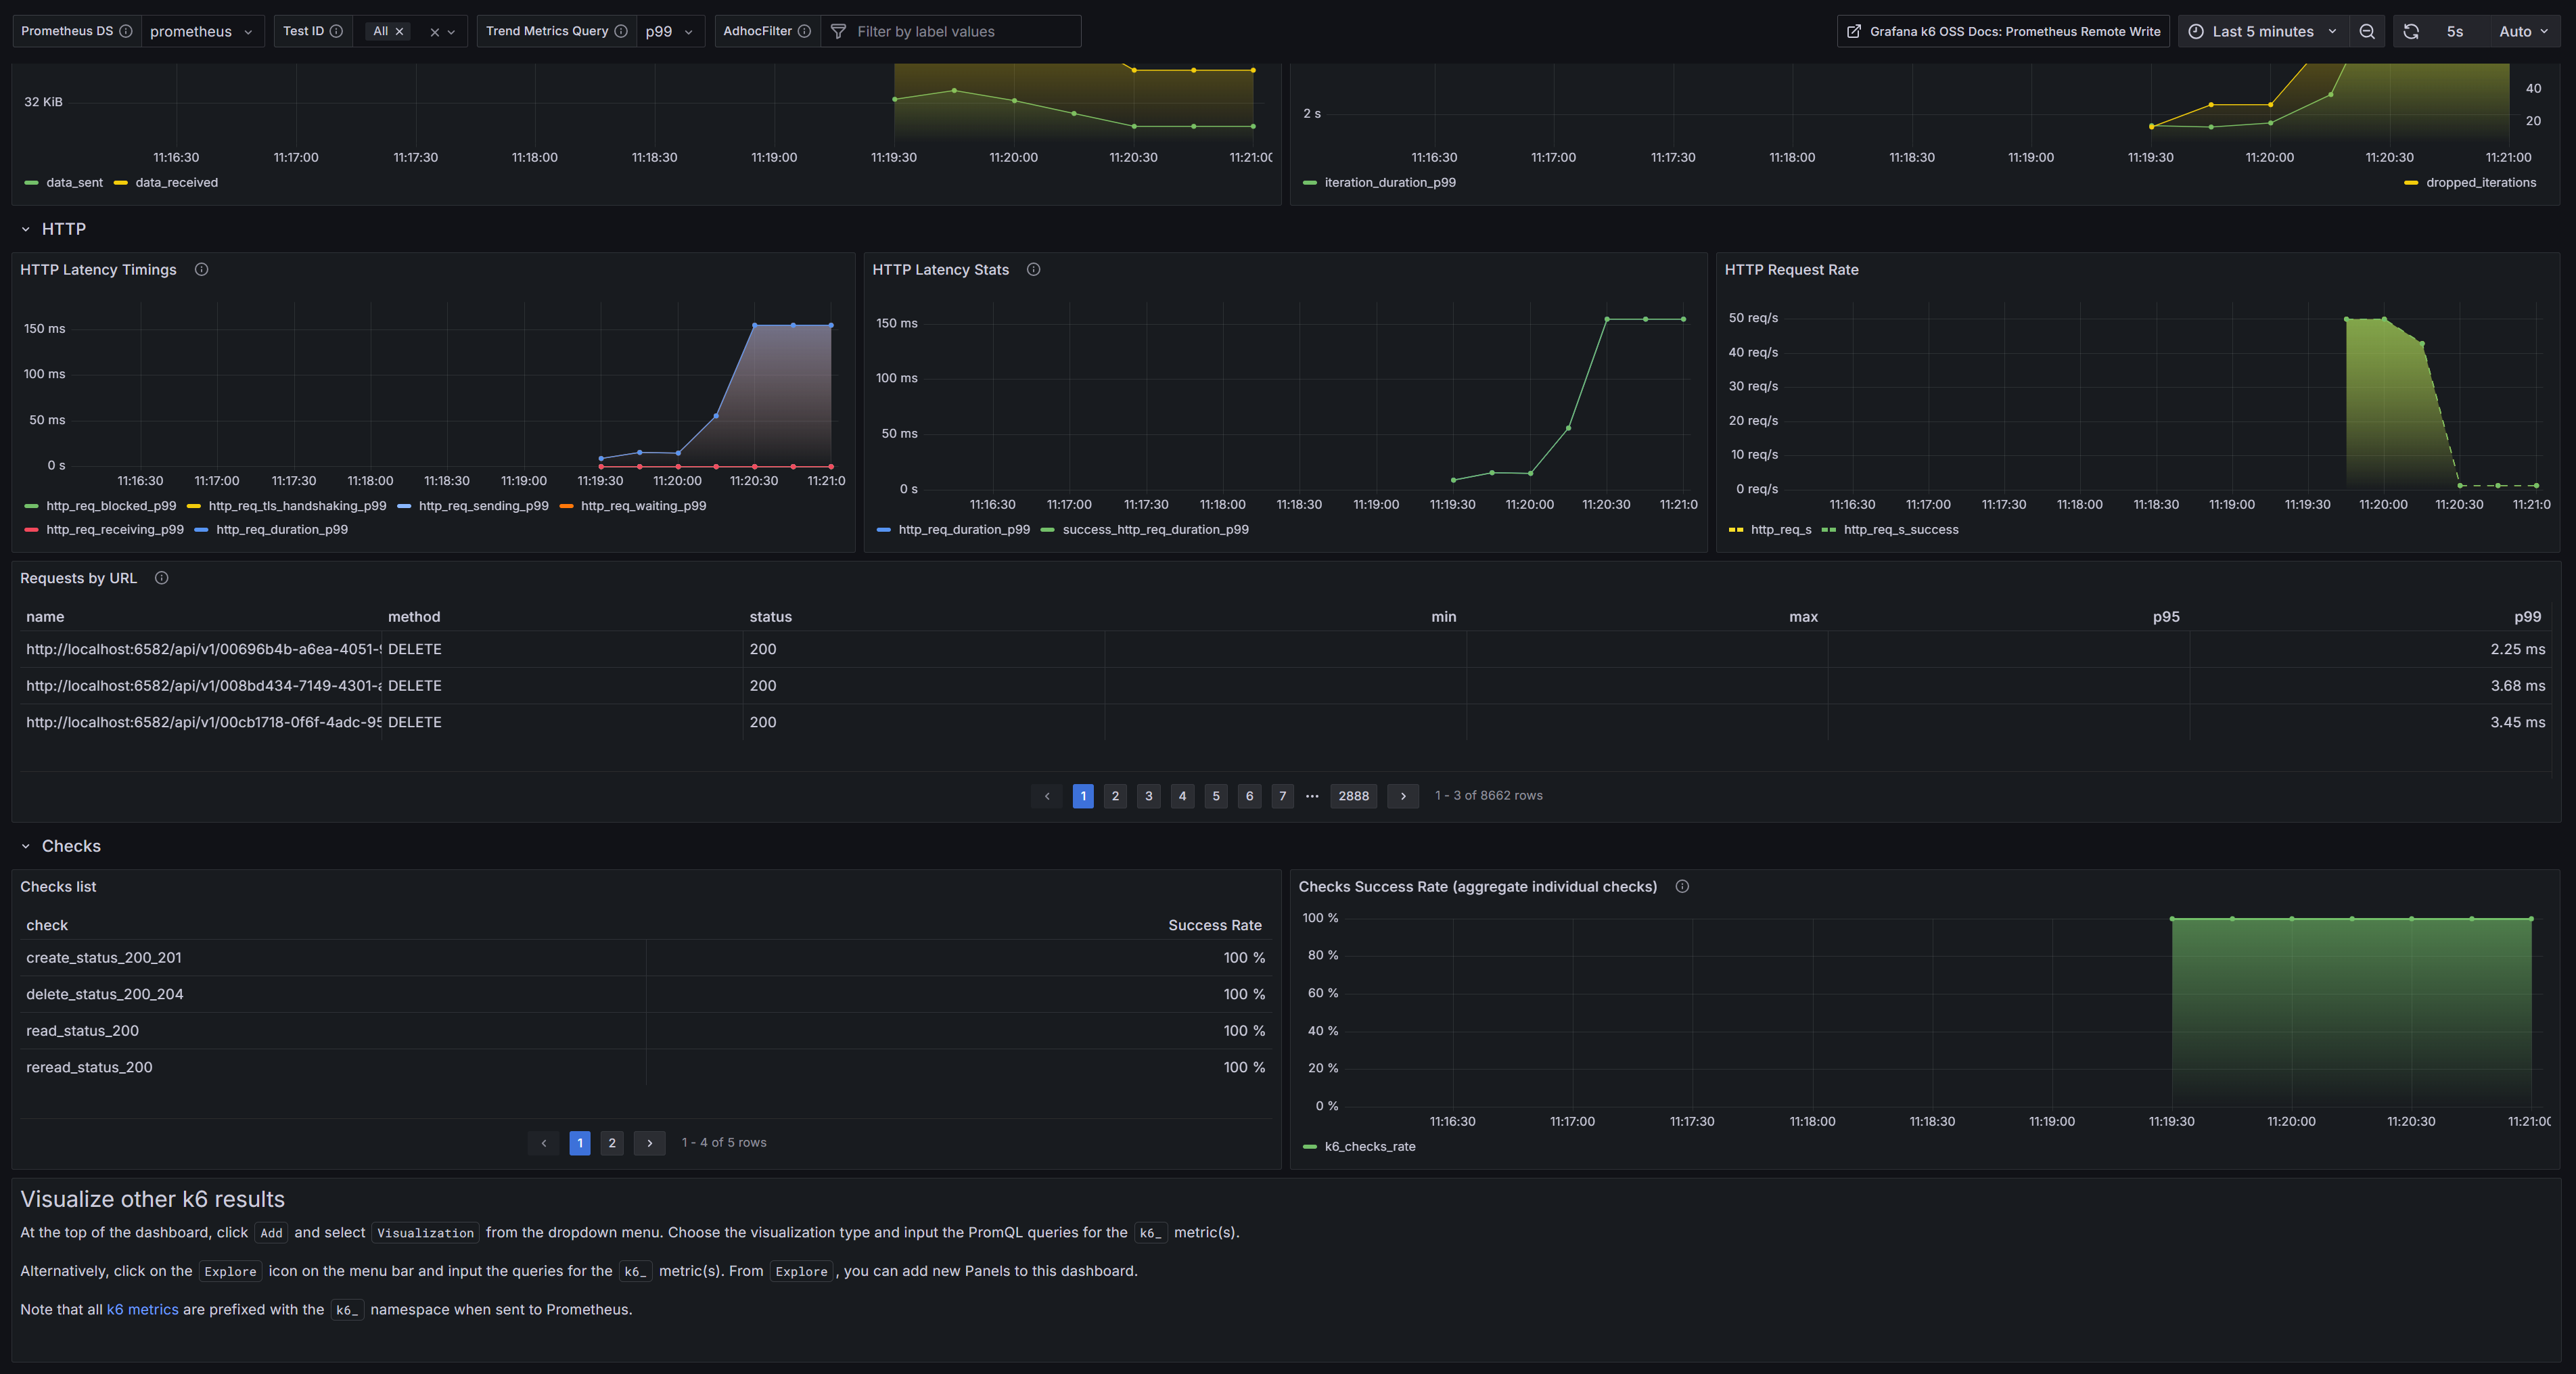 Prometheus DS prometheus Test ID All Trend Metrics Query p99 AdhocFilter Filter by label values Grafana k6 OSS Docs: Prometheus Remote Write Last 5 minutes 5s Auto
32 KiB
11:16:30 11:17:00 11:17:30 11:18:00 11:18:30 11:19:00 11:19:30 11:20:00 11:20:30 11:21:00
data_sent data_received
2 s
40
20
11:16:30 11:17:00 11:17:30 11:18:00 11:18:30 11:19:00 11:19:30 11:20:00 11:20:30 11:21:00
iteration_duration_p99 dropped_iterations
HTTP
HTTP Latency Timings
150 ms
100 ms
50 ms
0 s
11:16:30 11:17:00 11:17:30 11:18:00 11:18:30 11:19:00 11:19:30 11:20:00 11:20:30 11:21:0
http_req_blocked_p99 http_req_tls_handshaking_p99 http_req_sending_p99 http_req_waiting_p99
http_req_receiving_p99 http_req_duration_p99
HTTP Latency Stats
150 ms
100 ms
50 ms
0 s
11:16:30 11:17:00 11:17:30 11:18:00 11:18:30 11:19:00 11:19:30 11:20:00 11:20:30 11:21:0
http_req_duration_p99 success_http_req_duration_p99
HTTP Request Rate
50 req/s
40 req/s
30 req/s
20 req/s
10 req/s
0 req/s
11:16:30 11:17:00 11:17:30 11:18:00 11:18:30 11:19:00 11:19:30 11:20:00 11:20:30 11:21:0
http_req_s http_req_s_success
Requests by URL
name method status min max p95 p99
http://localhost:6582/api/v1/00696b4b-a6ea-4051- DELETE 200 2.25 ms
http://localhost:6582/api/v1/008bd434-7149-4301- DELETE 200 3.68 ms
http://localhost:6582/api/v1/00cb1718-0f6f-4adc-95 DELETE 200 3.45 ms
1 2 3 4 5 6 7 ... 2888 1 - 3 of 8662 rows
Checks
Checks list
check Success Rate
create_status_200_201 100 %
delete_status_200_204 100 %
read_status_200 100 %
reread_status_200 100 %
1 2 1 - 4 of 5 rows
Checks Success Rate (aggregate individual checks)
100 %
80 %
60 %
40 %
20 %
0 %
11:16:30 11:17:00 11:17:30 11:18:00 11:18:30 11:19:00 11:19:30 11:20:00 11:20:30 11:21:00
k6_checks_rate
Visualize other k6 results
At the top of the dashboard, click Add and select Visualization from the dropdown menu. Choose the visualization type and input the PromQL queries for the k6_ metric(s).
Alternatively, click on the Explore icon on the menu bar and input the queries for the k6_ metric(s). From Explore, you can add new Panels to this dashboard.
Note that all k6 metrics are prefixed with the k6_ namespace when sent to Prometheus.